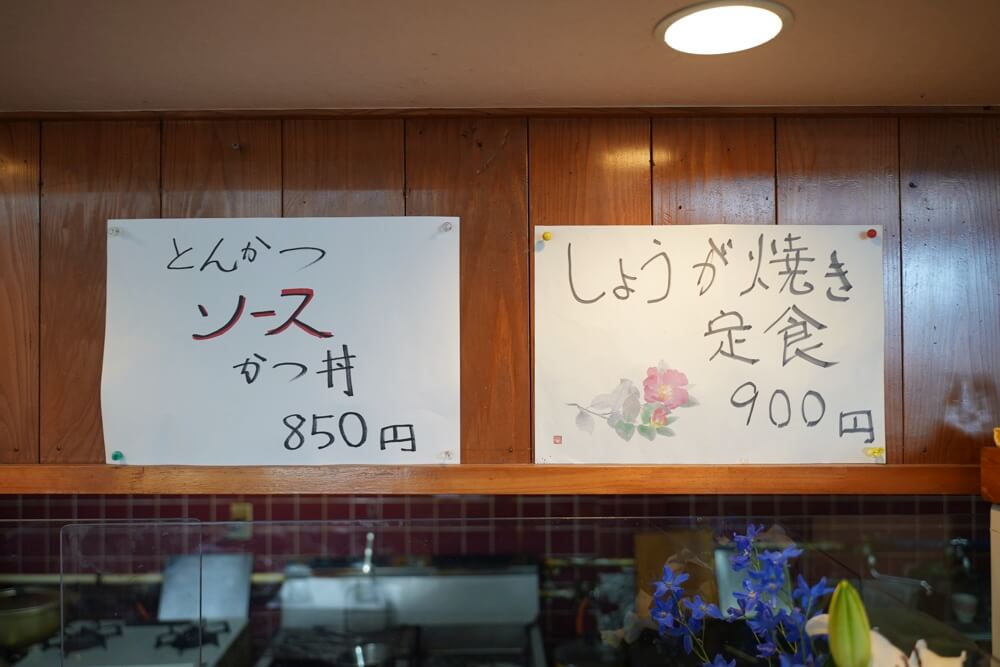 とんかつ
ソース
かつ丼
850円
しょうが焼き
定食
900円